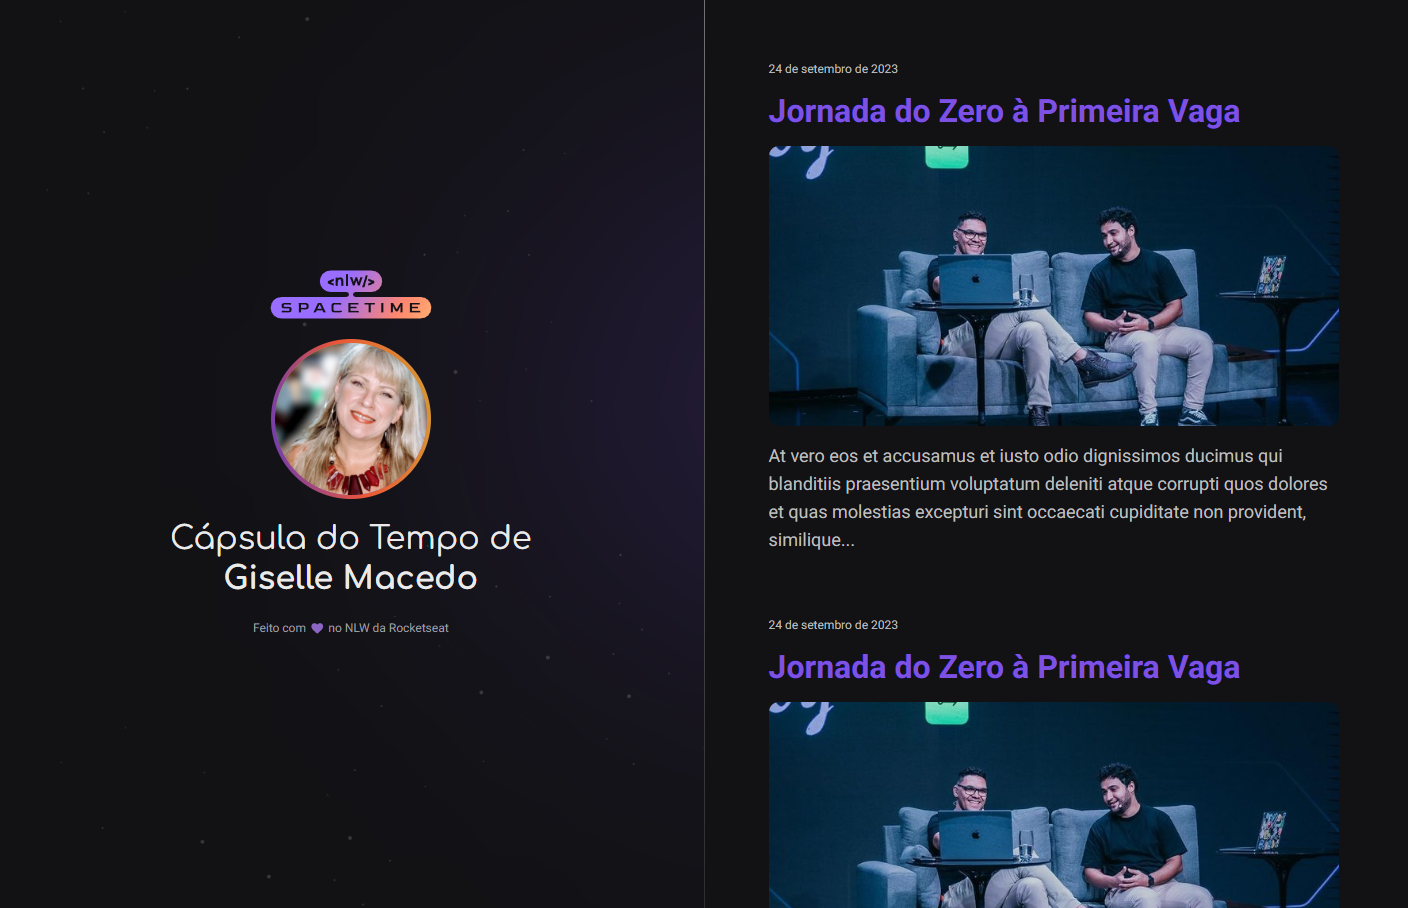 <nlw/>
SPACETIME
Cápsula do Tempo de
Giselle Macedo
Feito com 💜 no NLW da Rocketseat
24 de setembro de 2023
Jornada do Zero à Primeira Vaga
At vero eos et accusamus et iusto odio dignissimos ducimus qui
blanditiis praesentium voluptatum deleniti atque corrupti quos dolores
et quas molestias excepturi sint occaecati cupiditate non provident,
similique...
24 de setembro de 2023
Jornada do Zero à Primeira Vaga